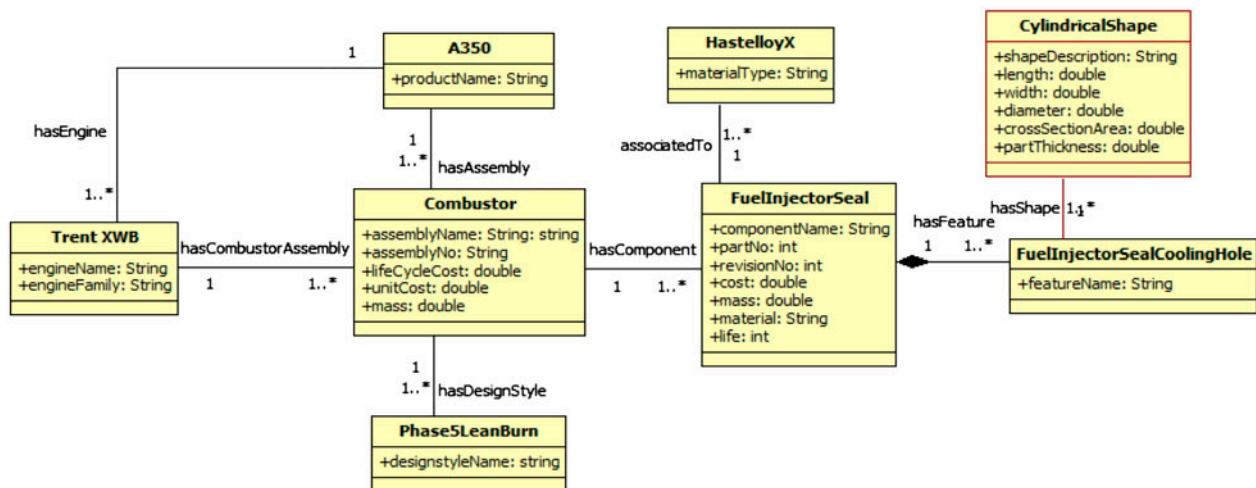 A350
+productName: String
HastelloyX
+materialType: String
CylindricalShape
+shapeDescription: String
+length: double
+width: double
+diameter: double
+crossSectionArea: double
+partThickness: double
1
hasEngine
1..*
1
1..*
hasAssembly
associatedTo
1..*
1
hasShape
1..*
1
Trent XWB
+engineName: String
+engineFamily: String
hasCombustorAssembly
1
1..*
Combustor
+assemblyName: String: string
+assemblyNo: String
+lifeCycleCost: double
+unitCost: double
+mass: double
hasComponent
1
1..*
FuelInjectorSeal
+componentName: String
+partNo: int
+revisionNo: int
+cost: double
+mass: double
+material: String
+life: int
hasFeature
1
1..*
FuelInjectorSealCoolingHole
+featureName: String
1
1..*
hasDesignStyle
Phase5LeanBurn
+designstyleName: string